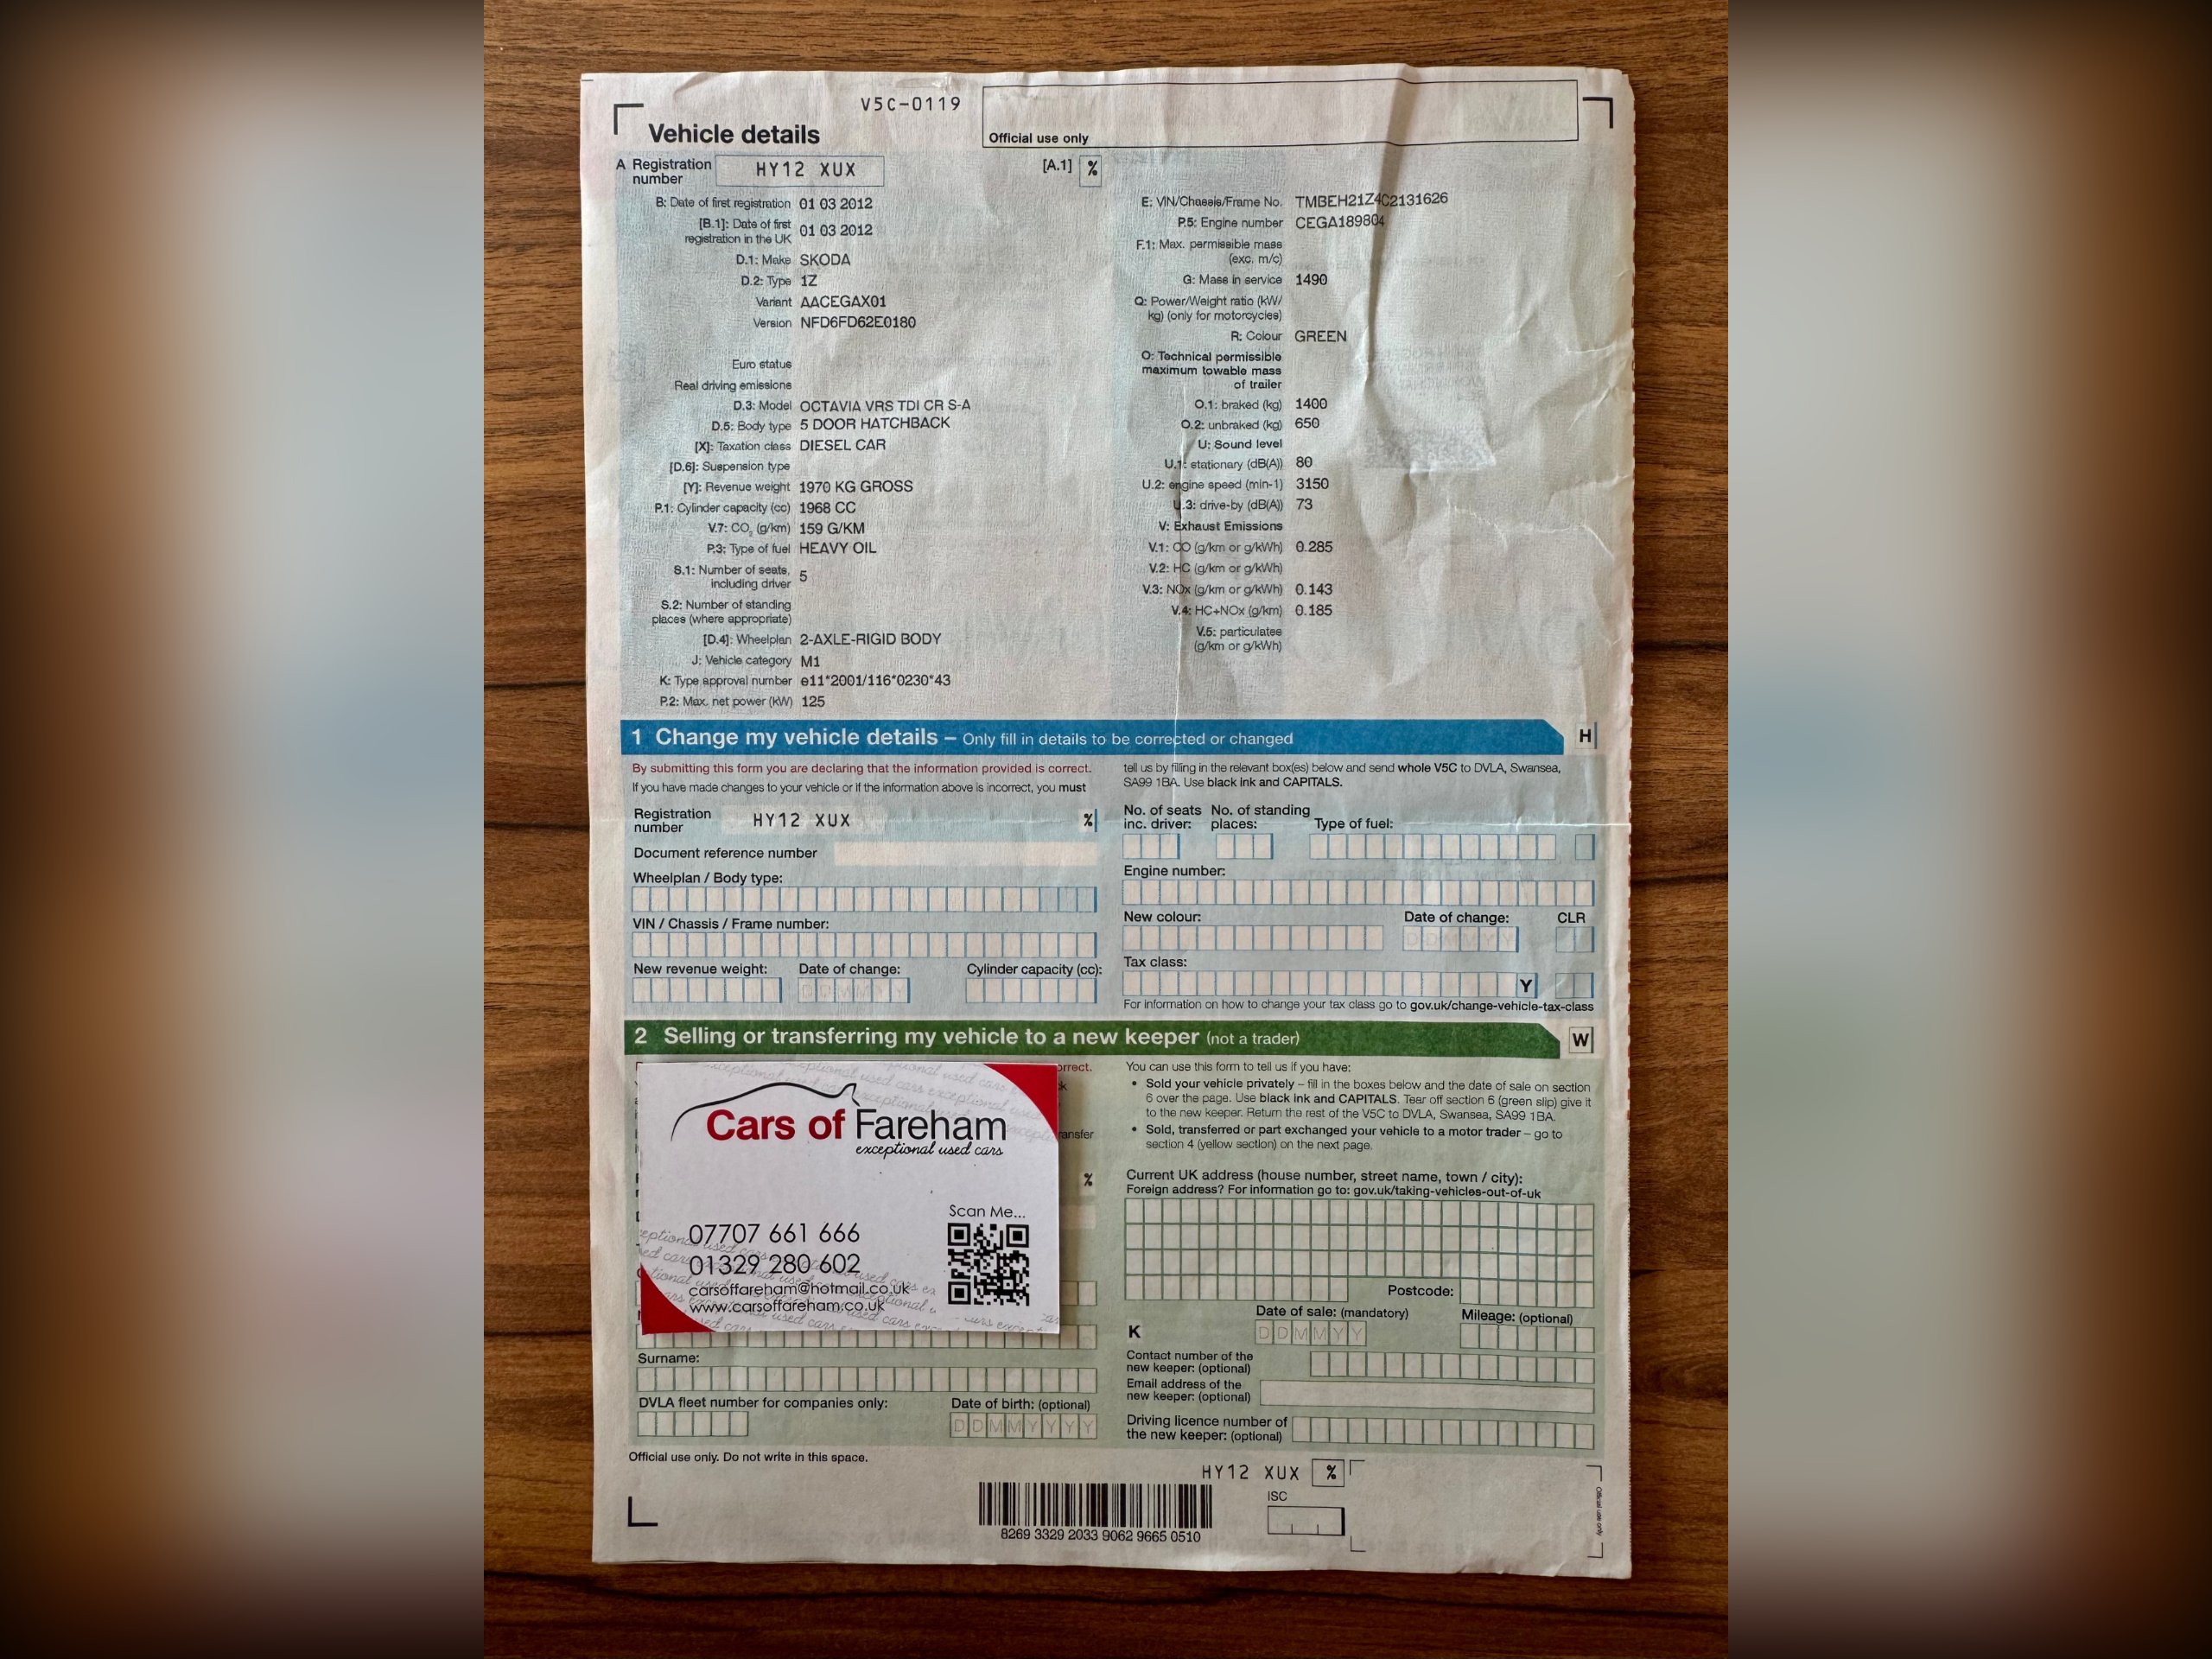 V5C-0119
Vehicle details
Official use only
A Registration number HY12 XUX [A.1] %
B: Date of first registration 01 03 2012
[B.1]: Date of first registration in the UK 01 03 2012
D.1: Make SKODA
D.2: Type 1Z
Variant AACEGAX01
Version NFD6FD62E0180
Euro status
Real driving emissions
D.3: Model OCTAVIA VRS TDI CR S-A
D.5: Body type 5 DOOR HATCHBACK
[X]: Taxation class DIESEL CAR
[D.6]: Suspension type
[Y]: Revenue weight 1970 KG GROSS
P.1: Cylinder capacity (cc) 1968 CC
V.7: CO2 (g/km) 159 G/KM
P.3: Type of fuel HEAVY OIL
S.1: Number of seats, including driver 5
S.2: Number of standing places (where appropriate)
[D.4]: Wheelplan 2-AXLE-RIGID BODY
J: Vehicle category M1
K: Type approval number e11*2001/116*0230*43
P.2: Max. net power (kW) 125
E: VIN/Chassis/Frame No. TMBEH21Z4C2131626
P.5: Engine number CEGA189804
F.1: Max. permissible mass (exc. m/c)
G: Mass in service 1490
Q: Power/Weight ratio (kW/kg) (only for motorcycles)
R: Colour GREEN
O: Technical permissible maximum towable mass of trailer
O.1: braked (kg) 1400
O.2: unbraked (kg) 650
U: Sound level
U.1: stationary (dB(A)) 80
U.2: engine speed (min-1) 3150
U.3: drive-by (dB(A)) 73
V: Exhaust Emissions
V.1: CO (g/km or g/kWh) 0.285
V.2: HC (g/km or g/kWh)
V.3: NOx (g/km or g/kWh) 0.143
V.4: HC+NOx (g/km) 0.185
V.5: particulates (g/km or g/kWh)
1 Change my vehicle details – Only fill in details to be corrected or changed H
By submitting this form you are declaring that the information provided is correct.
If you have made changes to your vehicle or if the information above is incorrect, you must
tell us by filling in the relevant box(es) below and send whole V5C to DVLA, Swansea,
SA99 1BA. Use black ink and CAPITALS.
Registration number HY12 XUX %
Document reference number
Wheelplan / Body type:
VIN / Chassis / Frame number:
New revenue weight: Date of change: Cylinder capacity (cc):
DDMMYY
No. of seats inc. driver: No. of standing places: Type of fuel:
Engine number:
New colour: Date of change: CLR
DDMMYY
Tax class:
Y
For information on how to change your tax class go to gov.uk/change-vehicle-tax-class
2 Selling or transferring my vehicle to a new keeper (not a trader) W
orrect.
ansfer
%
Cars of Fareham
exceptional used cars
Scan Me...
07707 661 666
01329 280 602
carsoffareham@hotmail.co.uk
www.carsoffareham.co.uk
Surname:
DVLA fleet number for companies only: Date of birth: (optional)
DDMMYYYY
You can use this form to tell us if you have:
• Sold your vehicle privately – fill in the boxes below and the date of sale on section
6 over the page. Use black ink and CAPITALS. Tear off section 6 (green slip) give it
to the new keeper. Return the rest of the V5C to DVLA, Swansea, SA99 1BA.
• Sold, transferred or part exchanged your vehicle to a motor trader – go to
section 4 (yellow section) on the next page.
Current UK address (house number, street name, town / city):
Foreign address? For information go to: gov.uk/taking-vehicles-out-of-uk
Postcode:
Date of sale: (mandatory) Mileage: (optional)
K DDMMYY
Contact number of the new keeper: (optional)
Email address of the new keeper: (optional)
Driving licence number of the new keeper: (optional)
Official use only. Do not write in this space.
HY12 XUX %
ISC
8269 3329 2033 9062 9665 0510
Official use only